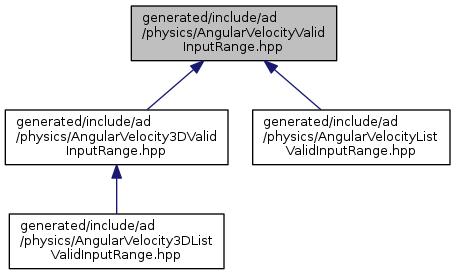 generated/include/ad
/physics/AngularVelocityValid
InputRange.hpp
generated/include/ad
/physics/AngularVelocity3DValid
InputRange.hpp
generated/include/ad
/physics/AngularVelocityList
ValidInputRange.hpp
generated/include/ad
/physics/AngularVelocity3DList
ValidInputRange.hpp